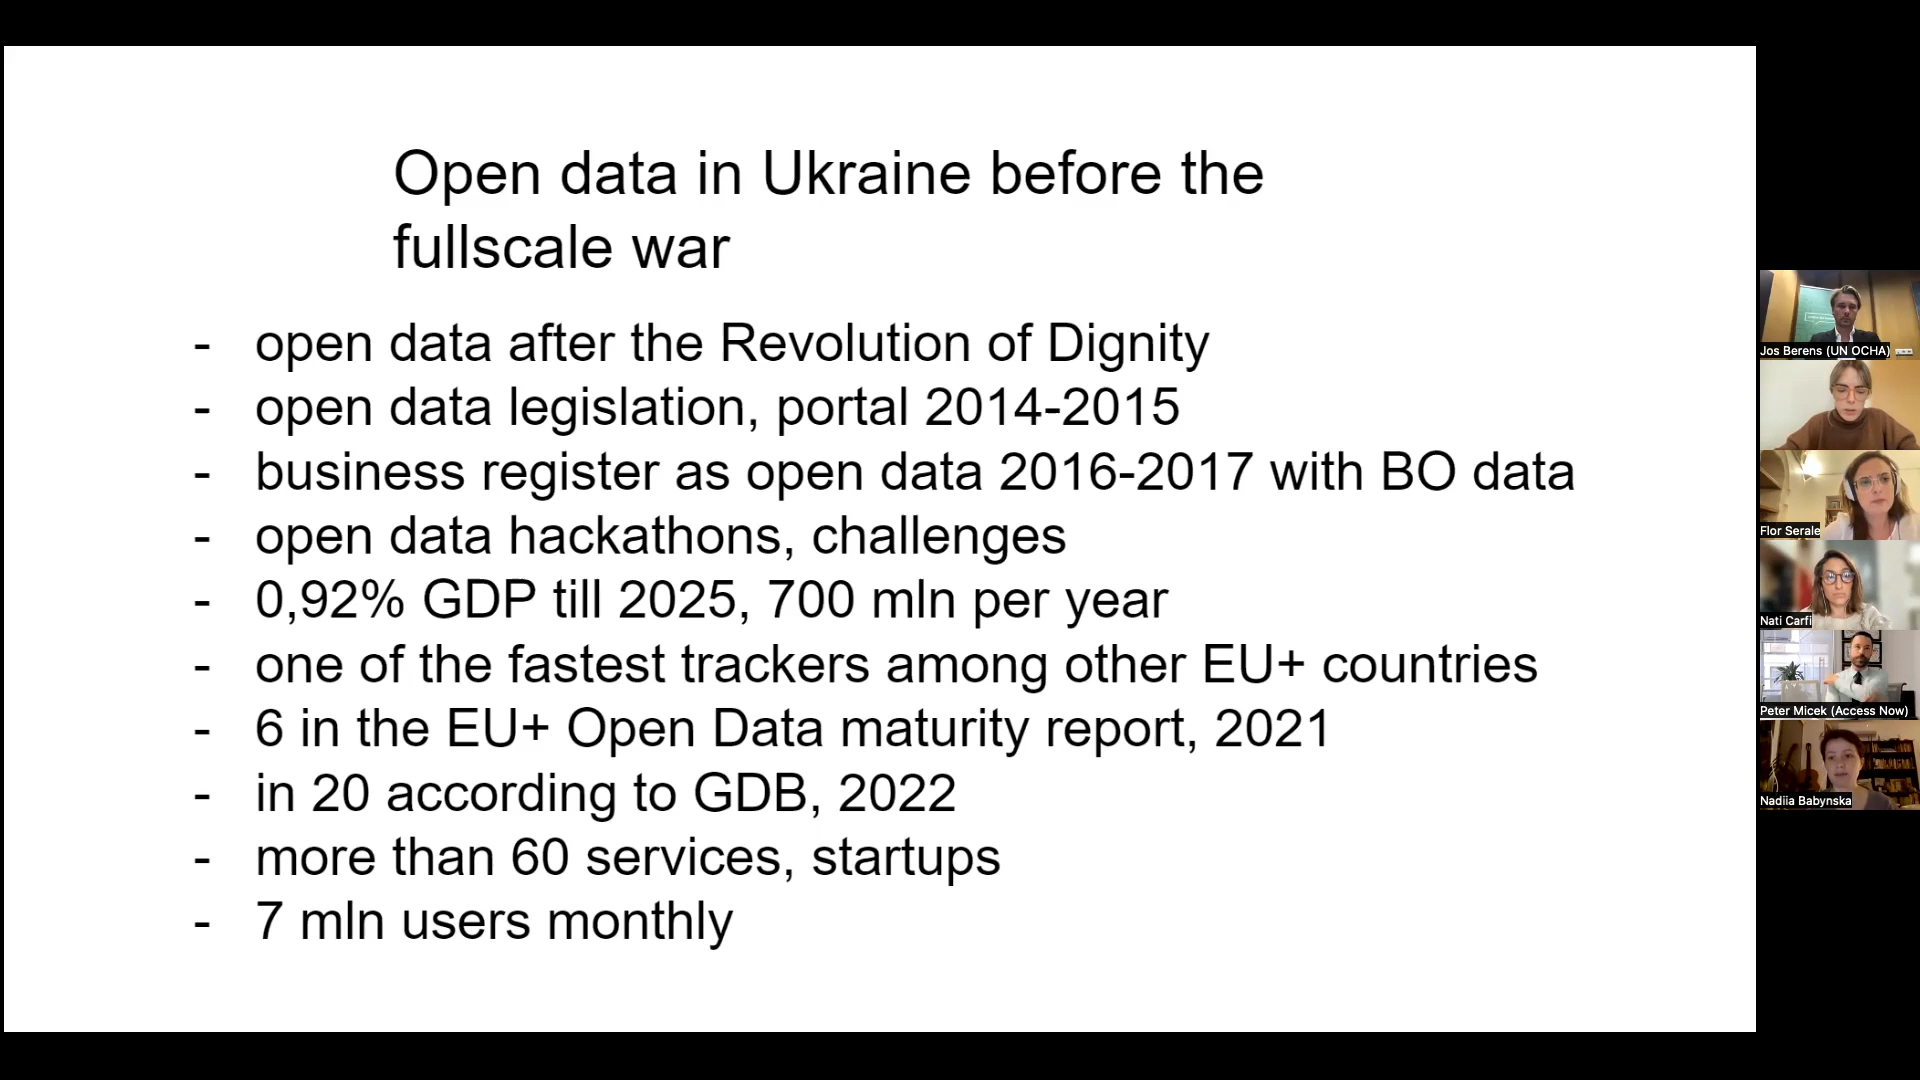 Open data in Ukraine before the
fullscale war
- open data after the Revolution of Dignity
- open data legislation, portal 2014-2015
- business register as open data 2016-2017 with BO data
- open data hackathons, challenges
- 0,92% GDP till 2025, 700 mln per year
- one of the fastest trackers among other EU+ countries
- 6 in the EU+ Open Data maturity report, 2021
- in 20 according to GDB, 2022
- more than 60 services, startups
- 7 mln users monthly
Jos Berens (UN OCHA)
Flor Serale
Nati Carfi
Peter Micek (Access Now)
Nadiia Babynska